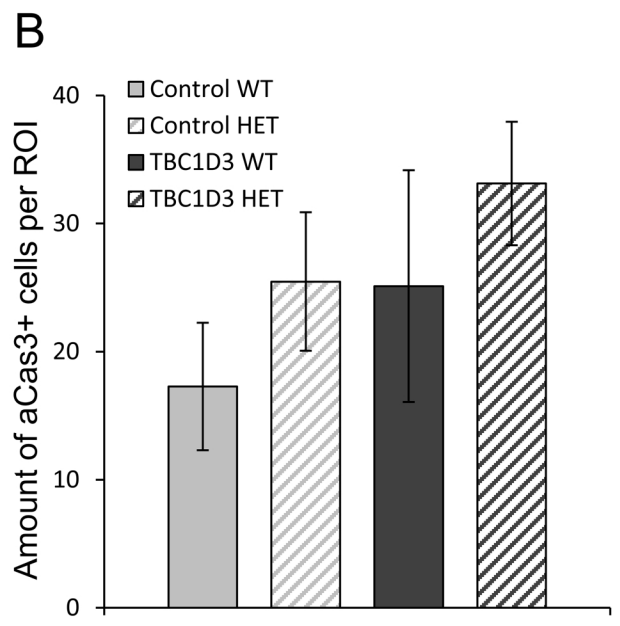 B
Amount of aCas3+ cells per ROI
40
30
20
10
0
Control WT
Control HET
TBC1D3 WT
TBC1D3 HET